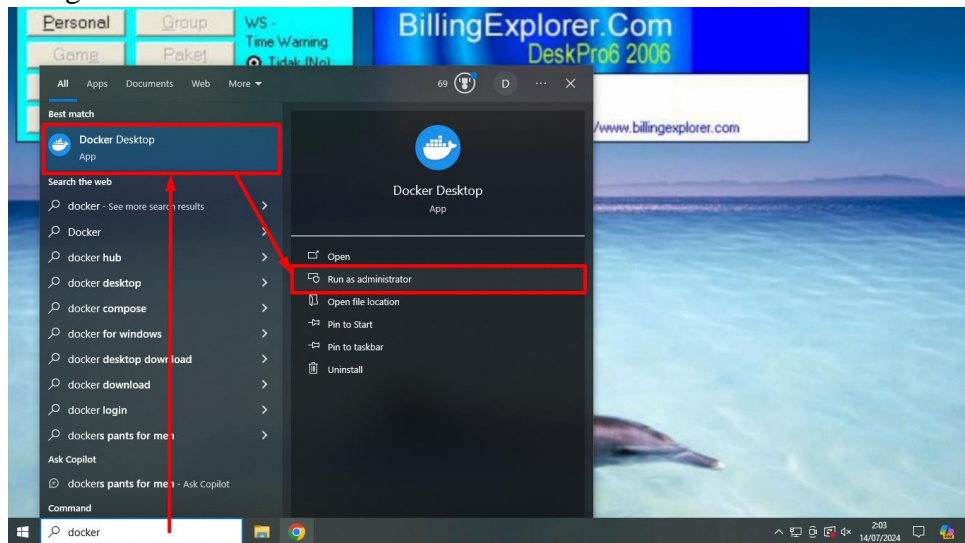 Personal
Group
WS -
Time Warning
Game
Paket
Tidak (No)
BillingExplorer.Com
DeskPro6 2006
/www.billingexplorer.com
All
Apps
Documents
Web
More
69
D
Best match
Docker Desktop
App
Search the web
docker - See more search results
Docker
docker hub
docker desktop
docker compose
docker for windows
docker desktop download
docker download
docker login
dockers pants for men
Ask Copilot
dockers pants for men - Ask Copilot
Command
Docker Desktop
App
Open
Run as administrator
Open file location
Pin to Start
Pin to taskbar
Uninstall
docker
2:03
14/07/2024